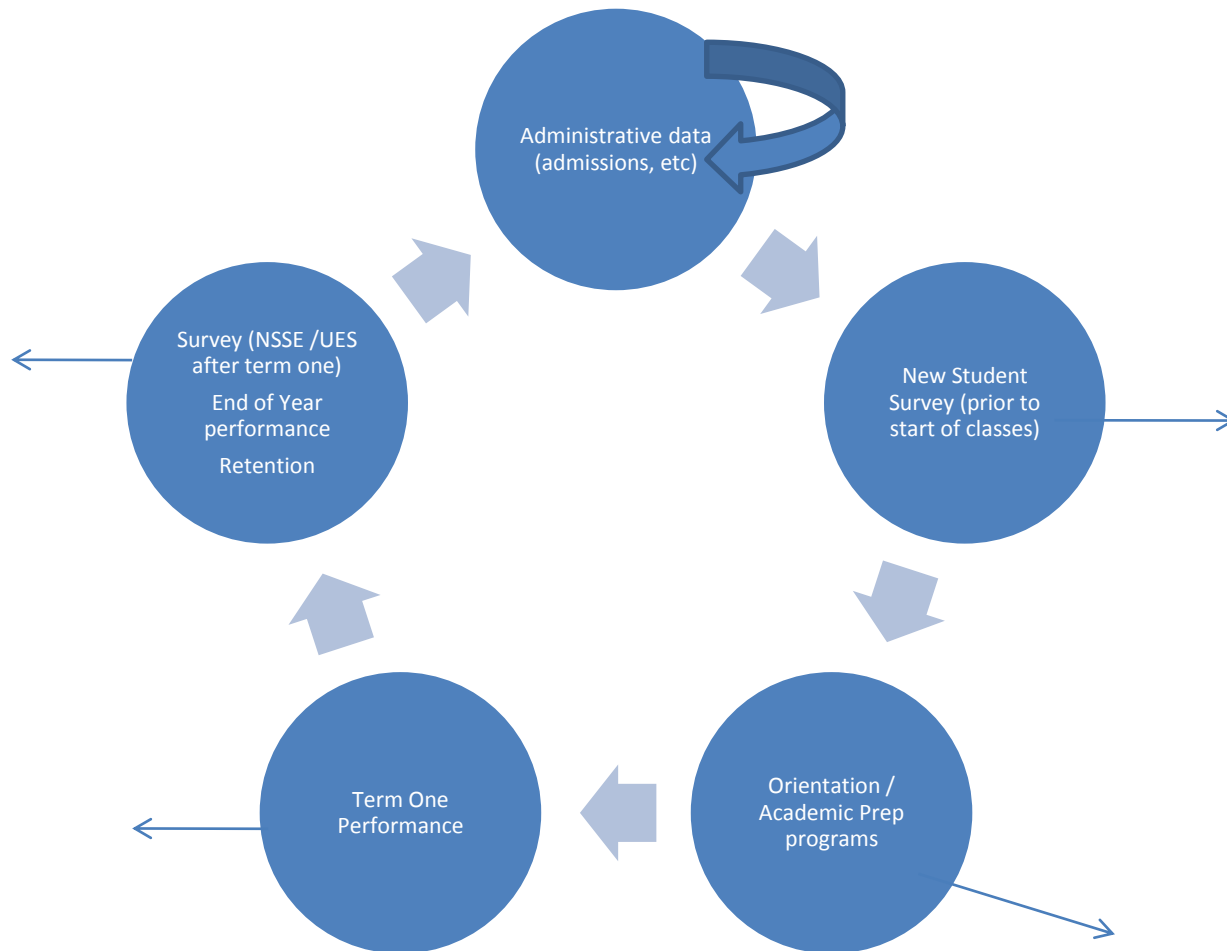 Administrative data
(admissions, etc)
New Student
Survey (prior to
start of classes)
Orientation /
Academic Prep
programs
Term One
Performance
Survey (NSSE /UES
after term one)
End of Year
performance
Retention